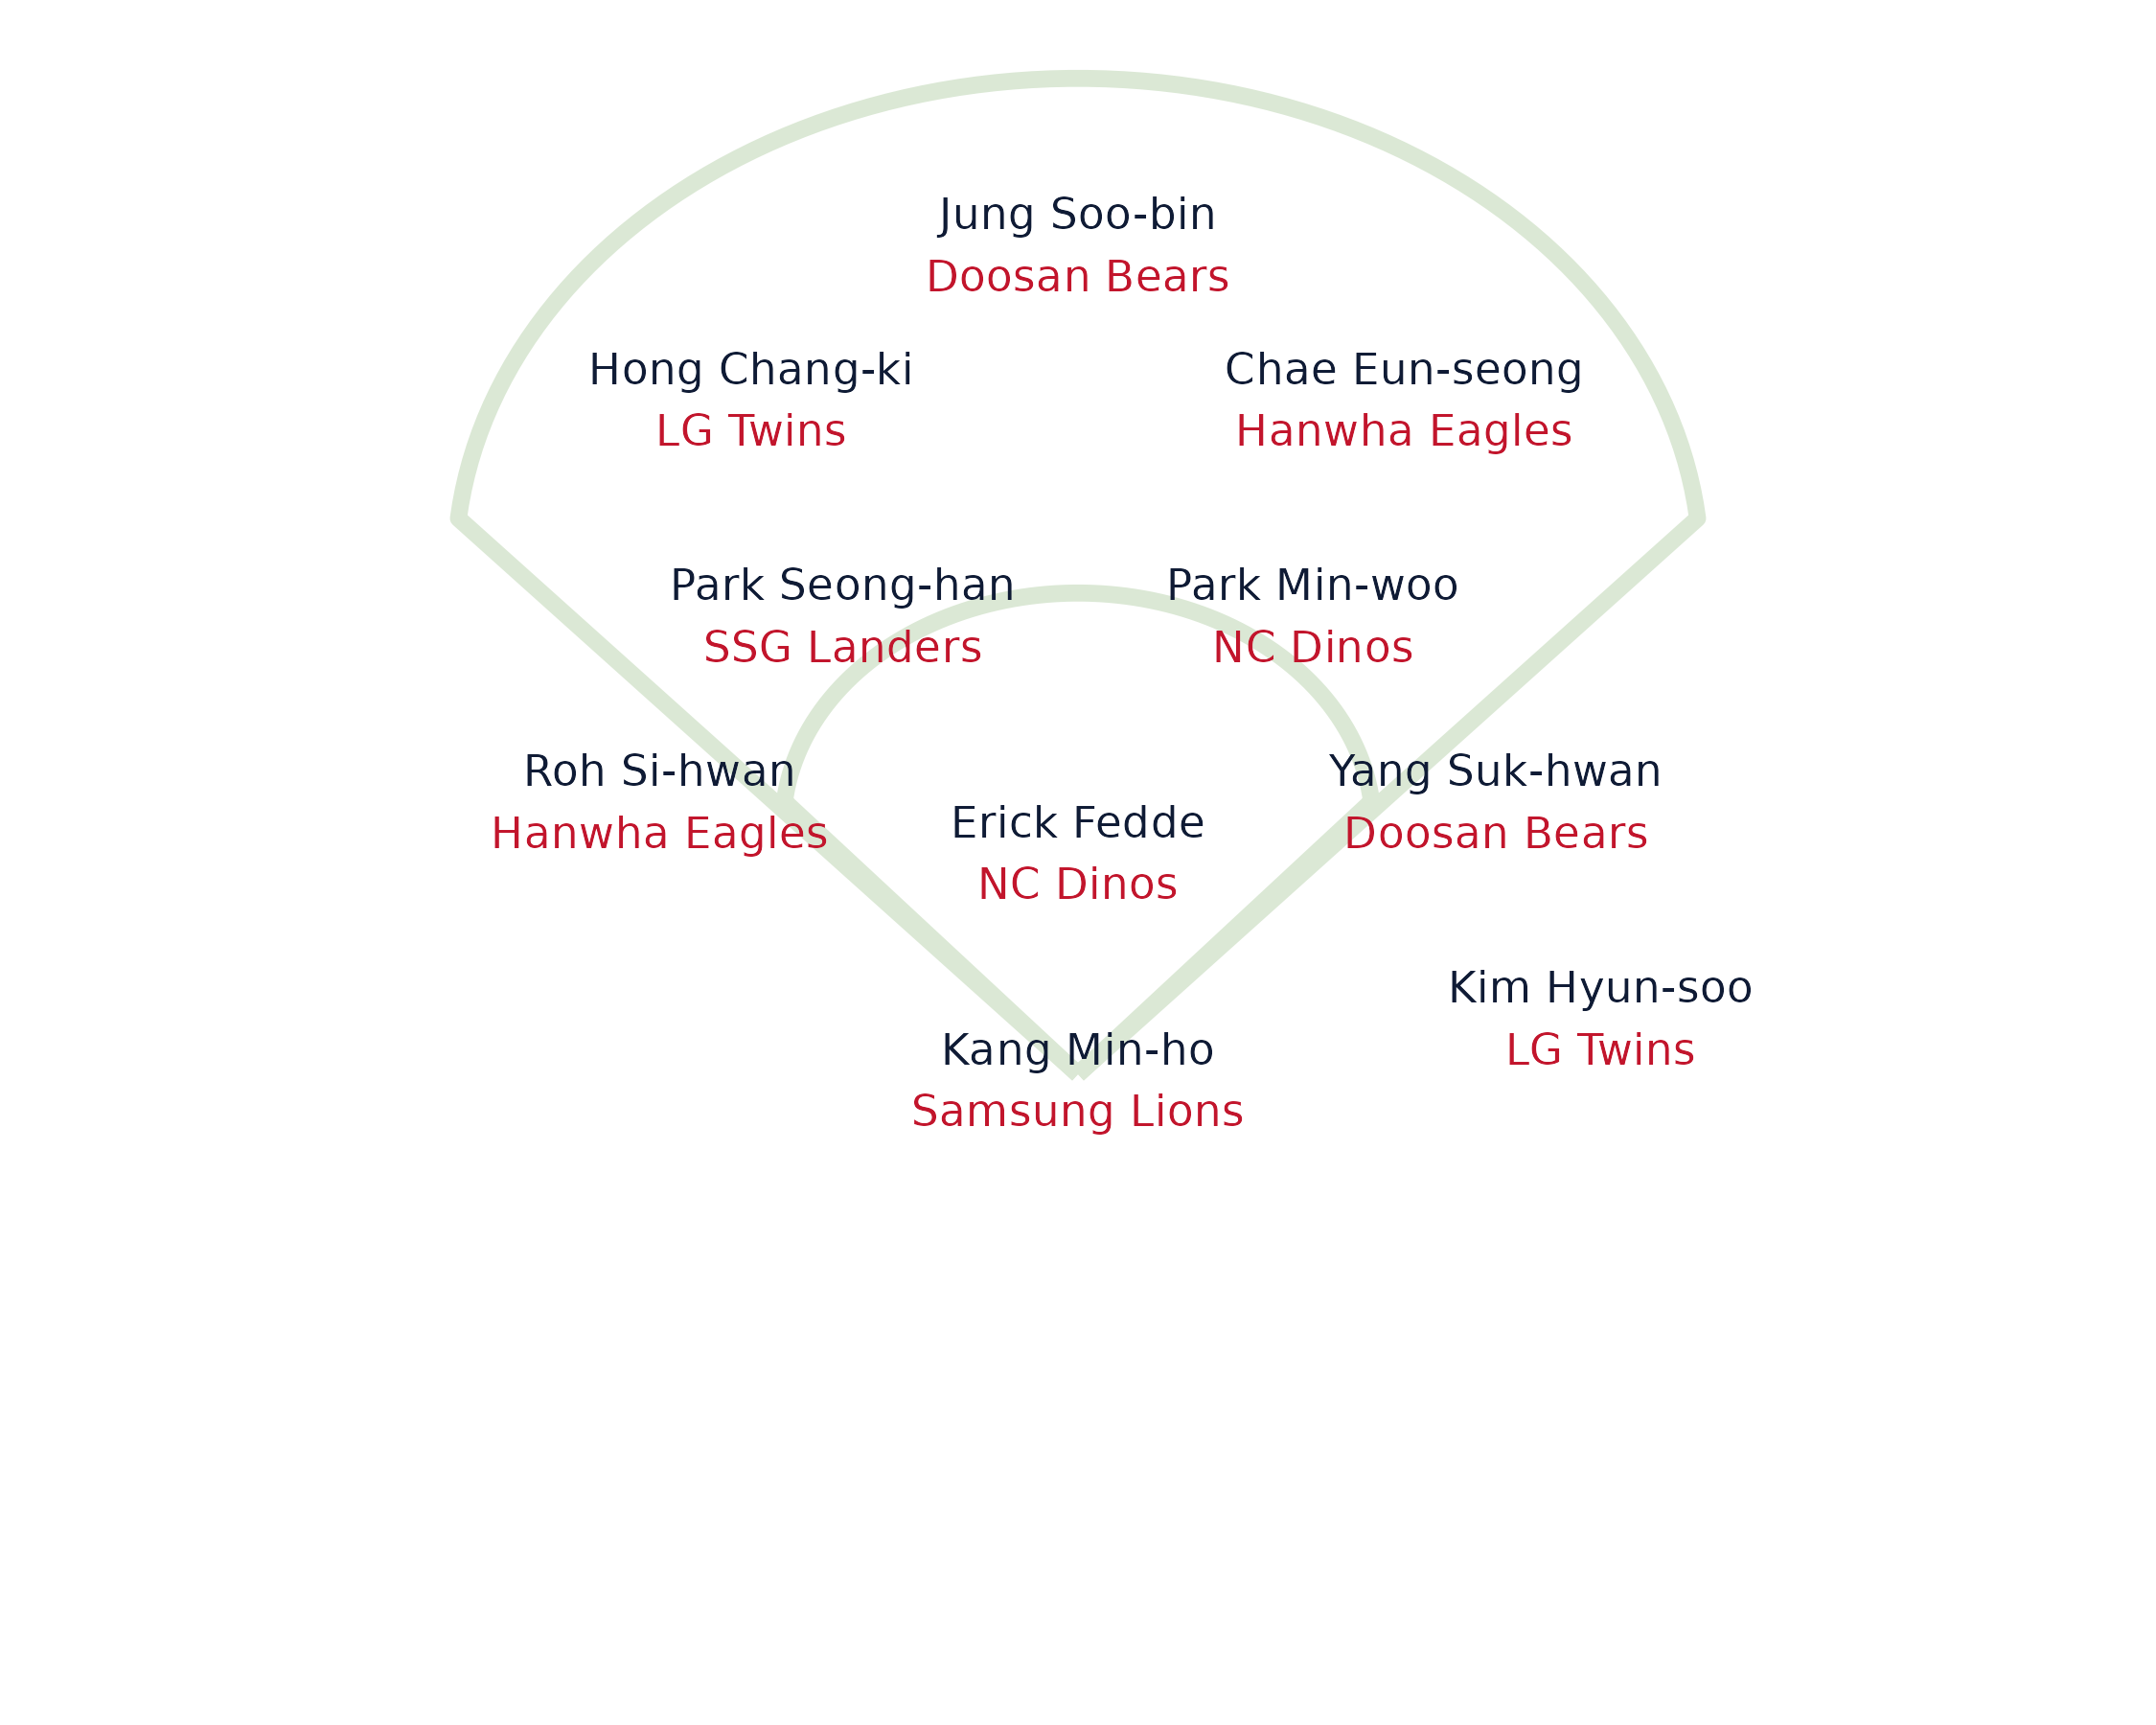 Jung Soo-bin
Doosan Bears
Hong Chang-ki
LG Twins
Chae Eun-seong
Hanwha Eagles
Park Seong-han
SSG Landers
Park Min-woo
NC Dinos
Roh Si-hwan
Hanwha Eagles
Erick Fedde
NC Dinos
Yang Suk-hwan
Doosan Bears
Kim Hyun-soo
LG Twins
Kang Min-ho
Samsung Lions